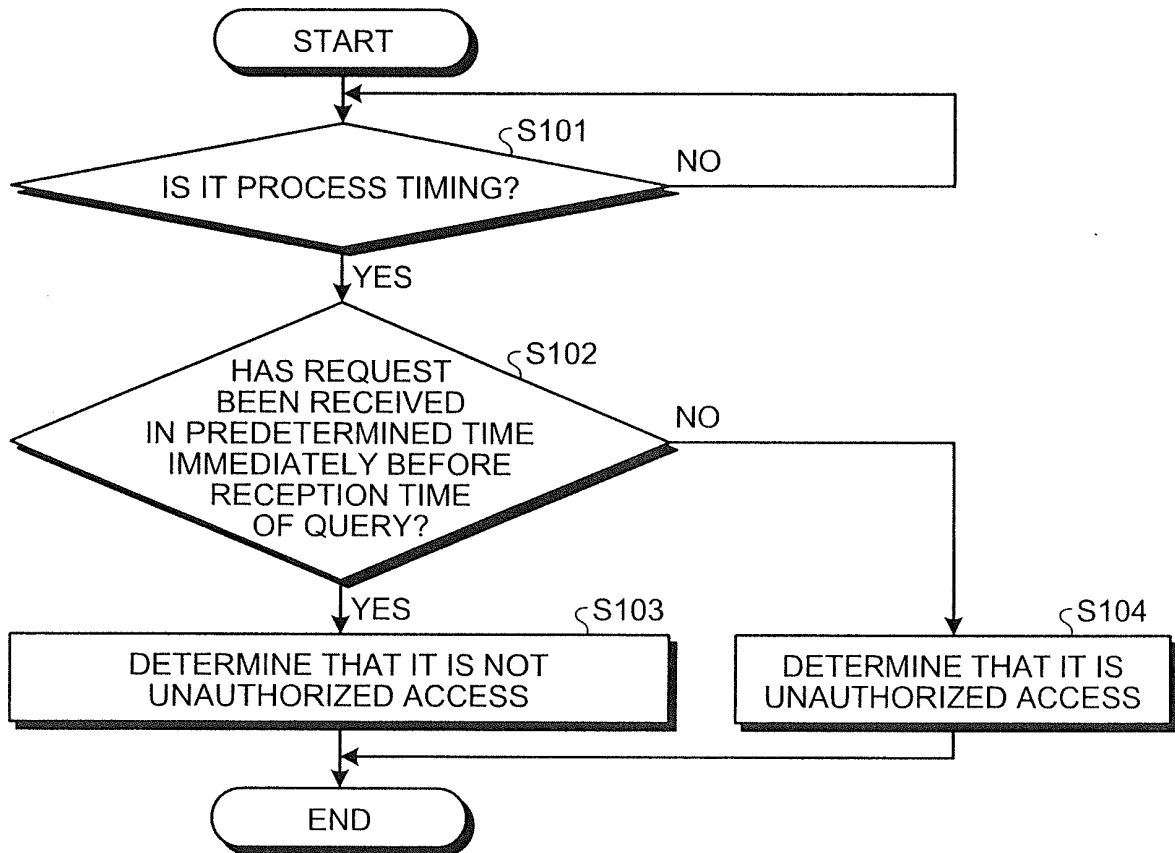 START
S101
IS IT PROCESS TIMING?
NO
YES
S102
HAS REQUEST
BEEN RECEIVED
IN PREDETERMINED TIME
IMMEDIATELY BEFORE
RECEPTION TIME
OF QUERY?
NO
YES
S103
DETERMINE THAT IT IS NOT
UNAUTHORIZED ACCESS
S104
DETERMINE THAT IT IS
UNAUTHORIZED ACCESS
END